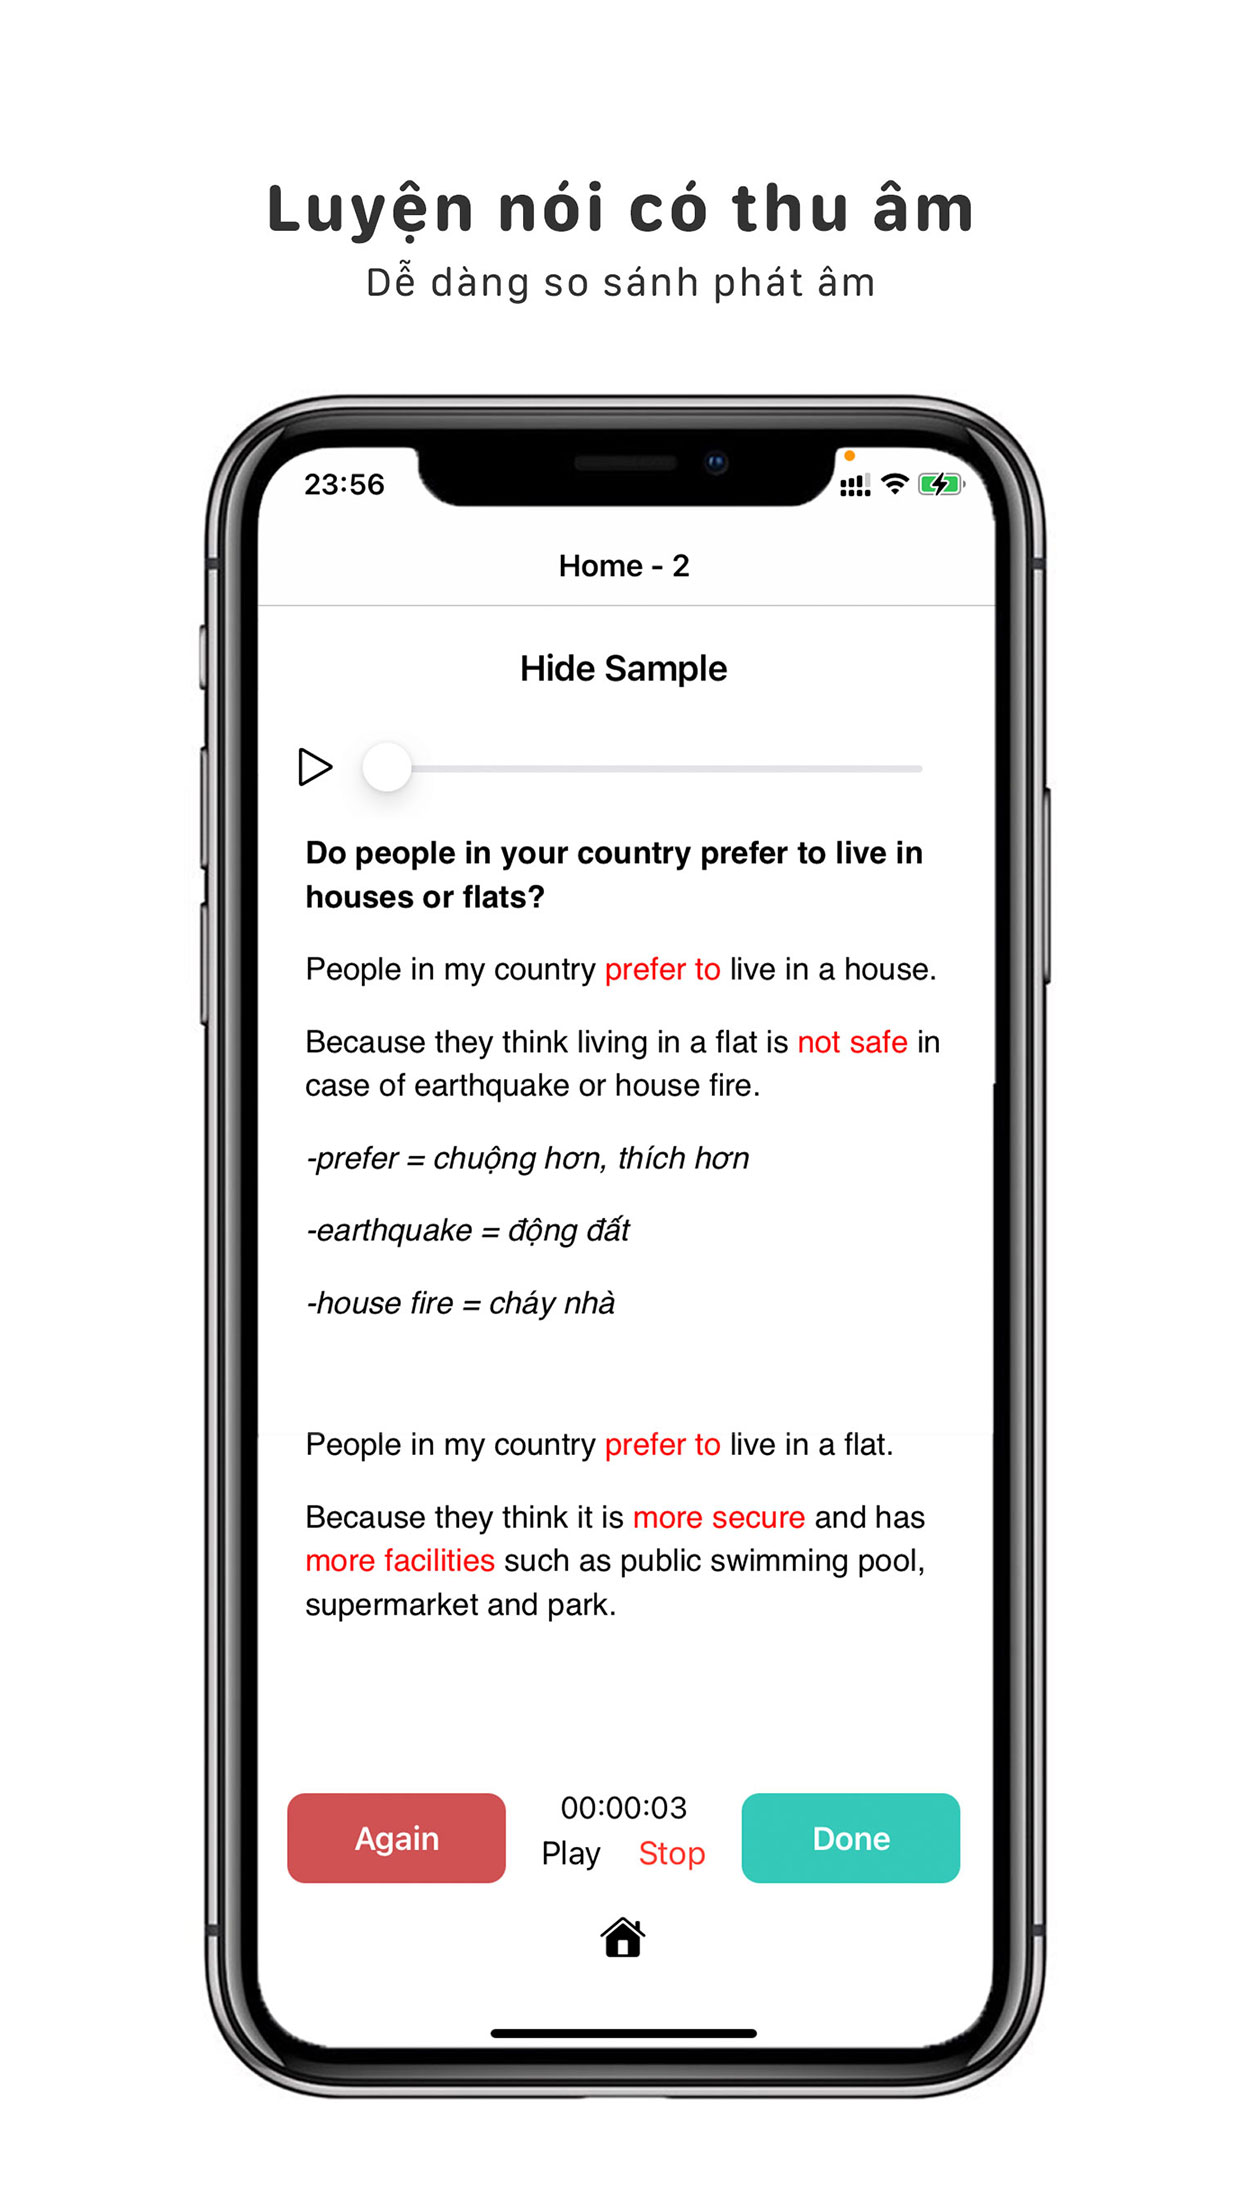 Luyện nói có thu âm
Dễ dàng so sánh phát âm
23:56
Home - 2
Hide Sample
Do people in your country prefer to live in
houses or flats?
People in my country prefer to live in a house.
Because they think living in a flat is not safe in
case of earthquake or house fire.
-prefer = chuộng hơn, thích hơn
-earthquake = động đất
-house fire = cháy nhà
People in my country prefer to live in a flat.
Because they think it is more secure and has
more facilities such as public swimming pool,
supermarket and park.
Again
00:00:03
Play Stop
Done